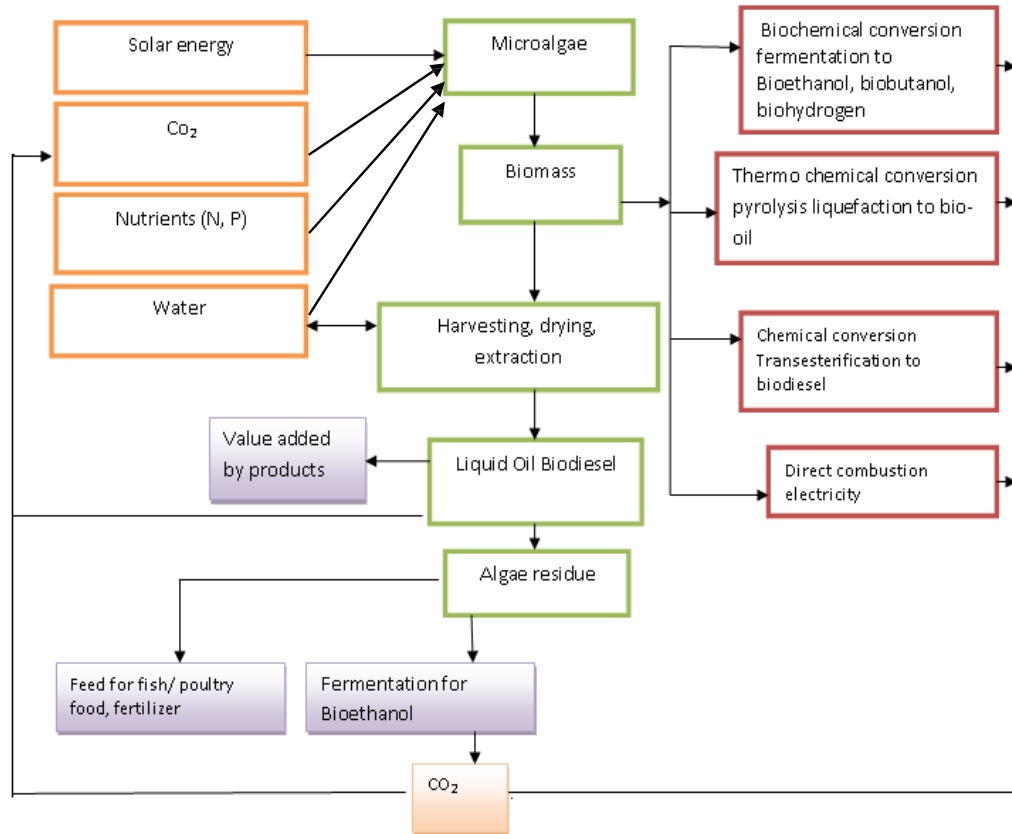 Solar energy
Co₂
Nutrients (N, P)
Water
Microalgae
Biomass
Harvesting, drying,
extraction
Liquid Oil Biodiesel
Value added
by products
Algae residue
Feed for fish/ poultry
food, fertilizer
Fermentation for
Bioethanol
CO₂
Biochemical conversion
fermentation to
Bioethanol, biobutanol,
biohydrogen
Thermo chemical conversion
pyrolysis liquefaction to bio-
oil
Chemical conversion
Transesterification to
biodiesel
Direct combustion
electricity